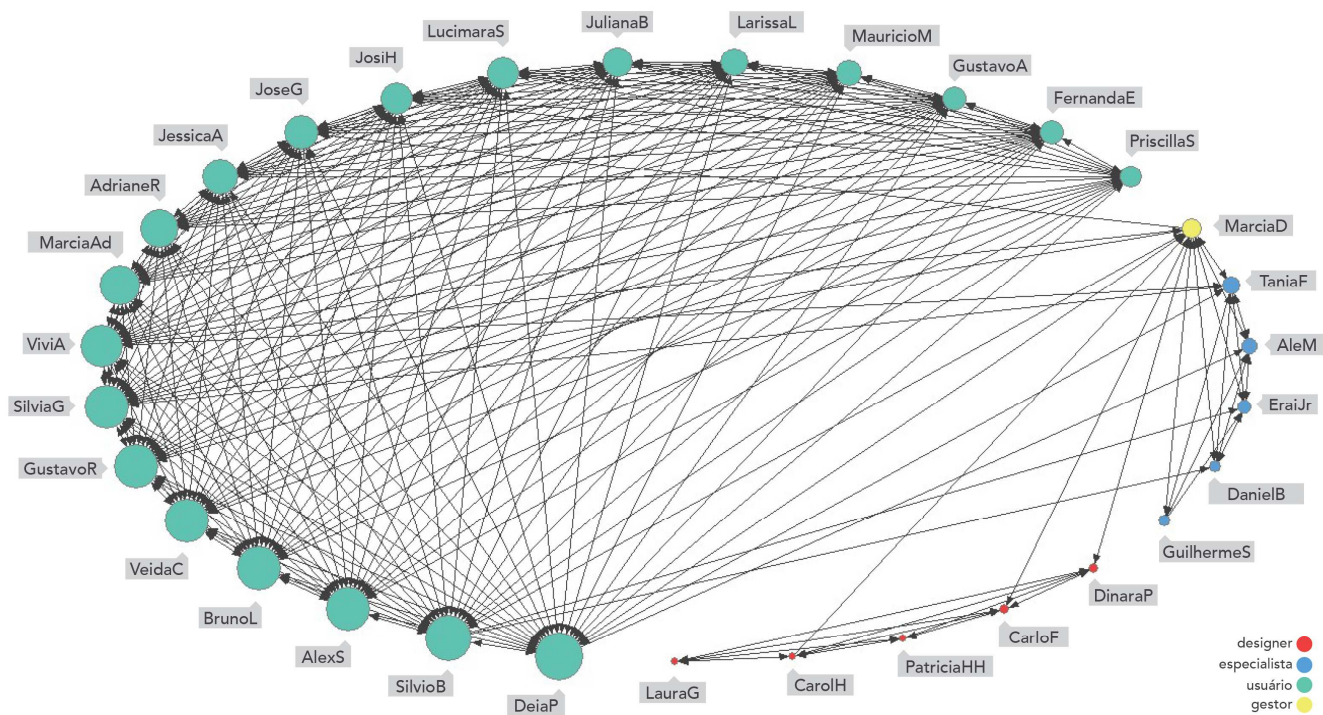 JulianaB
LarissaL
LucimaraS
MauricioM
JosiH
GustavoA
JoseG
FernandaE
JessicaA
PriscillaS
AdrianeR
MarciaD
MarciaAd
TaniaF
ViviA
AleM
SilviaG
EraiJr
GustavoR
DanielB
VeidaC
GuilhermeS
BrunoL
DinaraP
AlexS
CarloF
SilvioB
PatriciaHH
DeiaP
LauraG
CarolH
designer
especialista
usuário
gestor